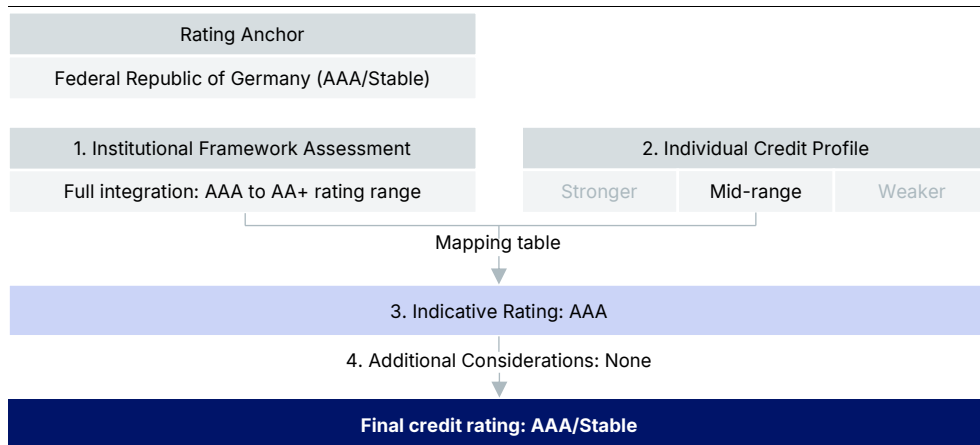 Rating Anchor
Federal Republic of Germany (AAA/Stable)
1. Institutional Framework Assessment
Full integration: AAA to AA+ rating range
2. Individual Credit Profile
Stronger
Mid-range
Weaker
Mapping table
3. Indicative Rating: AAA
4. Additional Considerations: None
Final credit rating: AAA/Stable